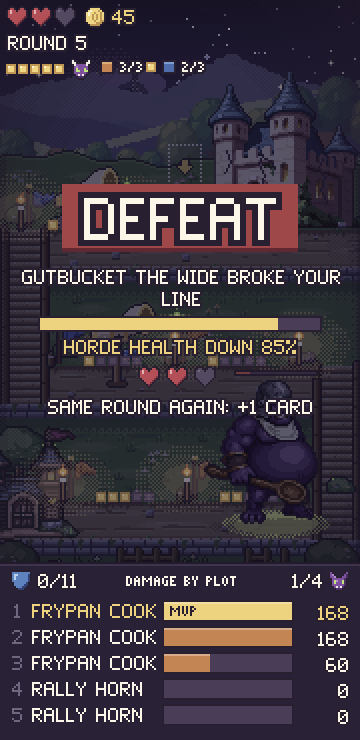 45
ROUND 5
3/3 2/3
DEFEAT
GUTBUCKET THE WIDE BROKE YOUR
LINE
HORDE HEALTH DOWN 85%
SAME ROUND AGAIN: +1 CARD
0/11 DAMAGE BY PLOT 1/4
1 FRYPAN COOK MVP 168
2 FRYPAN COOK 168
3 FRYPAN COOK 60
4 RALLY HORN 0
5 RALLY HORN 0